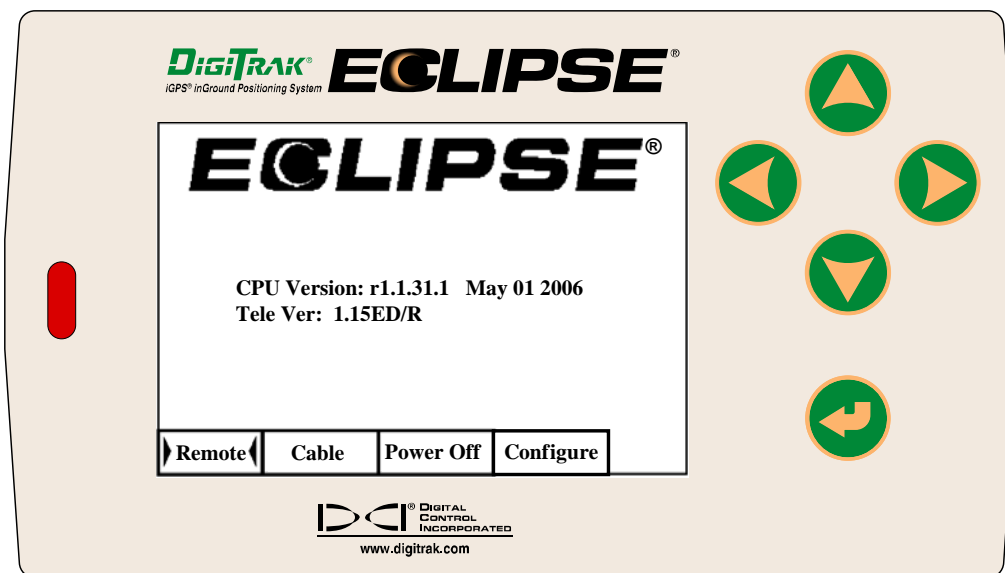 DIGITRAK® ECLIPSE®
iGPS® inGround Positioning System
ECLIPSE®
CPU Version: r1.1.31.1 May 01 2006
Tele Ver: 1.15ED/R
Remote Cable Power Off Configure
DCI® DIGITAL
CONTROL
INCORPORATED
www.digitrak.com